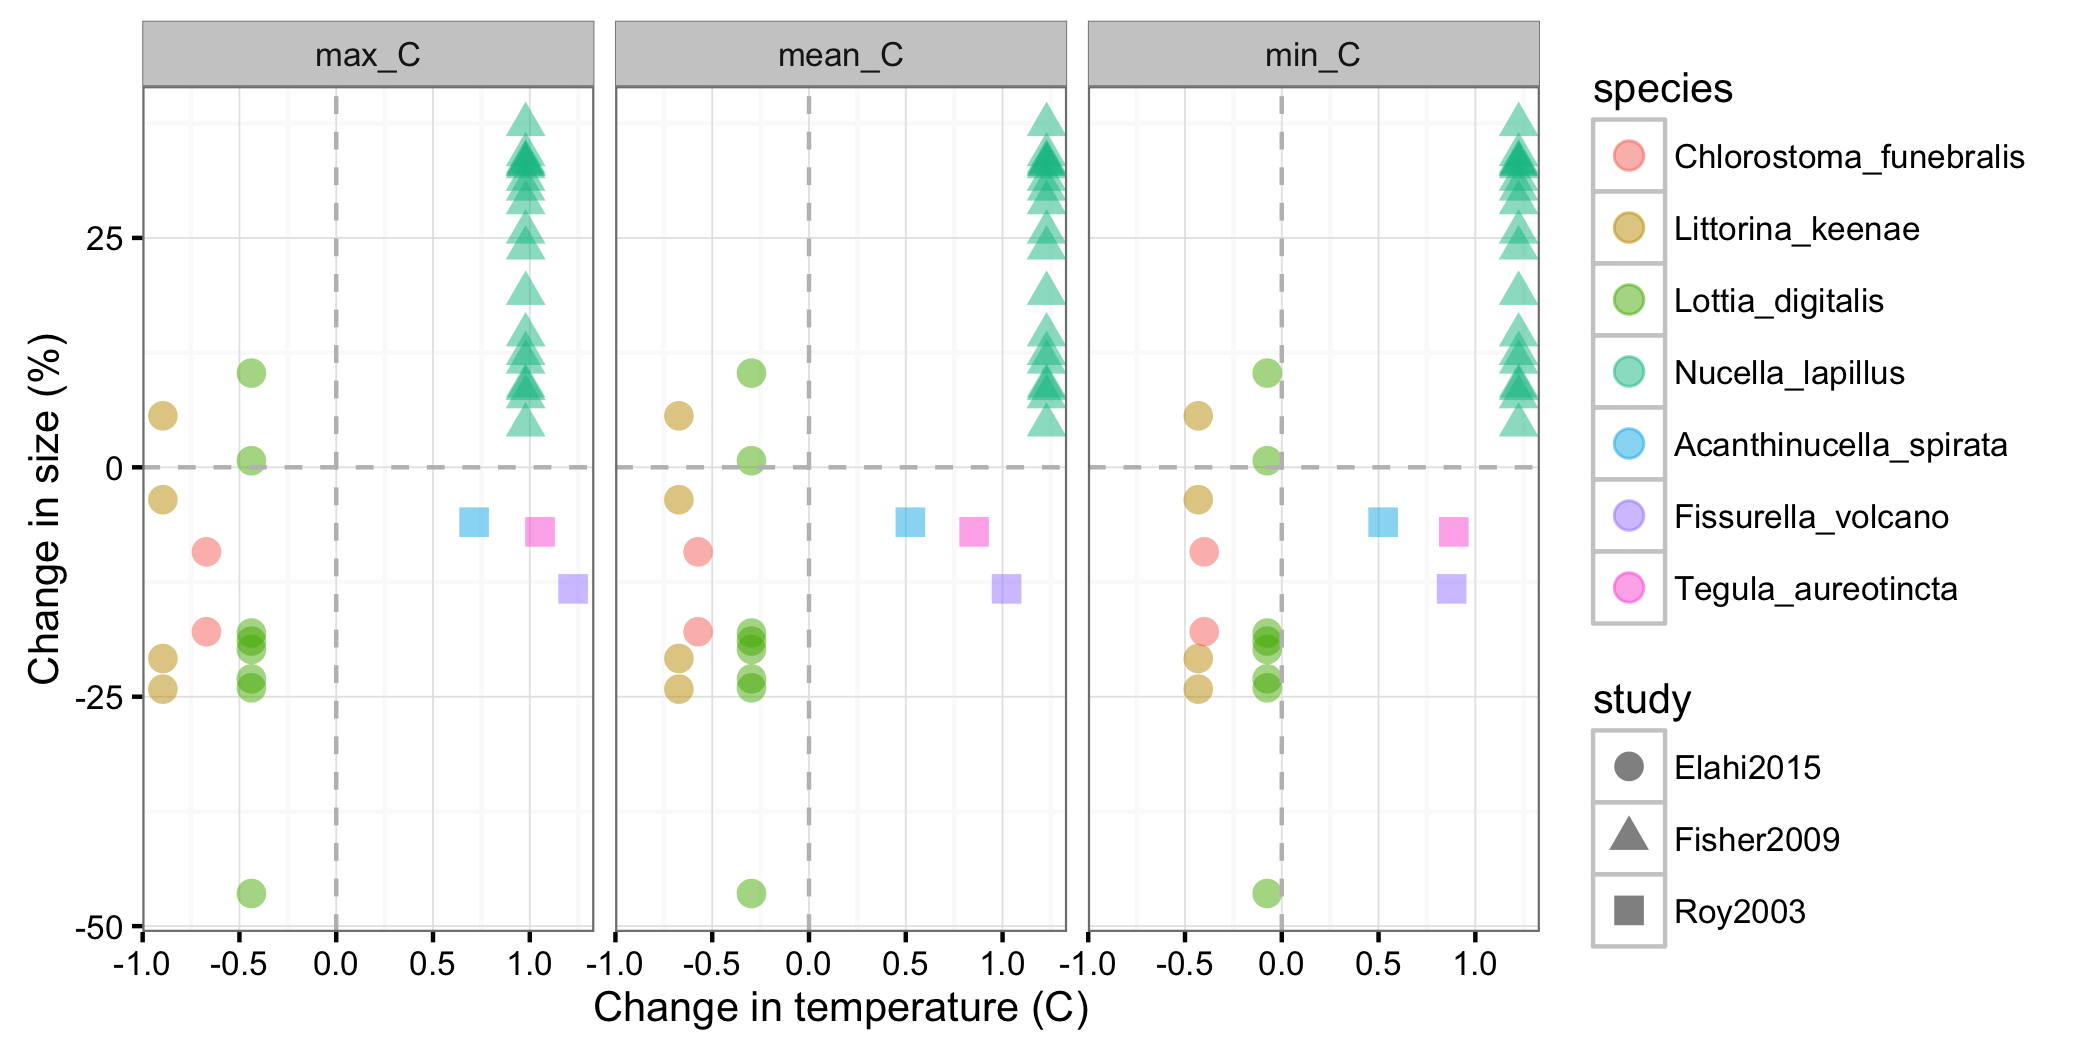 max_C mean_C min_C
25
0
-25
-50
-1.0 -0.5 0.0 0.5 1.0 -1.0 -0.5 0.0 0.5 1.0 -1.0 -0.5 0.0 0.5 1.0
Change in temperature (C)
Change in size (%)
species
Chlorostoma_funebralis
Littorina_keenae
Lottia_digitalis
Nucella_lapillus
Acanthinucella_spirata
Fissurella_volcano
Tegula_aureotincta
study
Elahi2015
Fisher2009
Roy2003